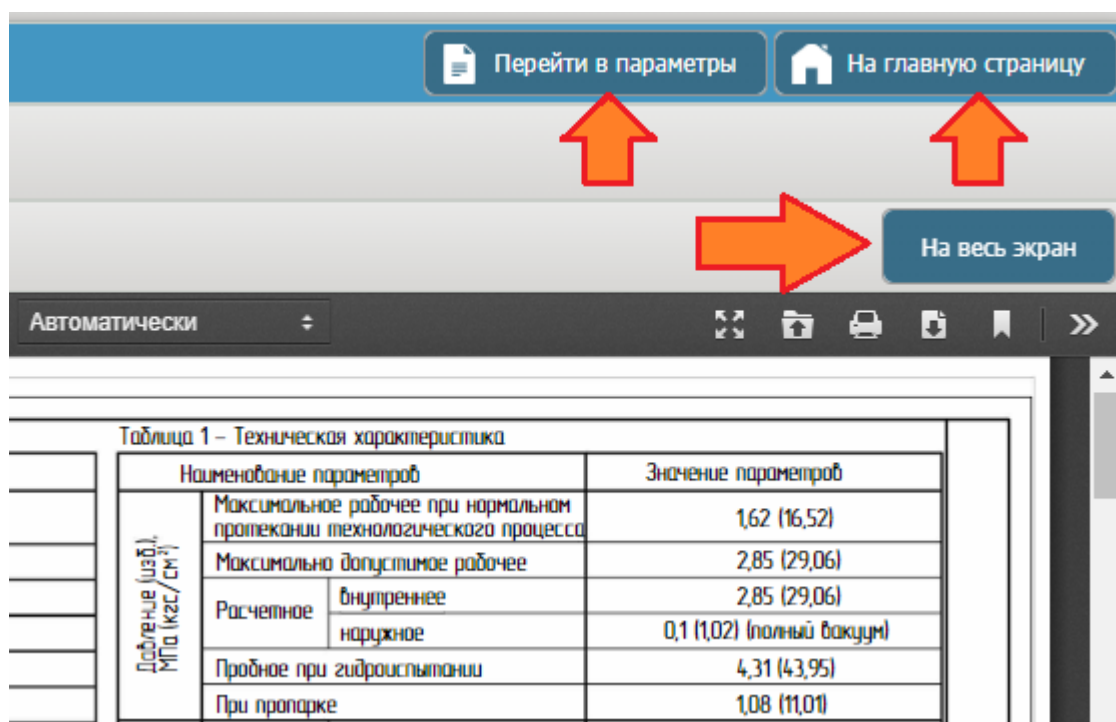 Перейти в параметры
На главную страницу
На весь экран
Автоматически
Таблица 1 – Техническая характеристика
Наименование параметров
Значение параметров
Давление (изб.),
МПа (кгс/см²)
Максимальное рабочее при нормальном
протекании технологического процесса
1,62 (16,52)
Максимально допустимое рабочее
2,85 (29,06)
Расчетное
внутреннее
2,85 (29,06)
наружное
0,1 (1,02) (полный вакуум)
Пробное при гидроиспытании
4,31 (43,95)
При пропарке
1,08 (11,01)